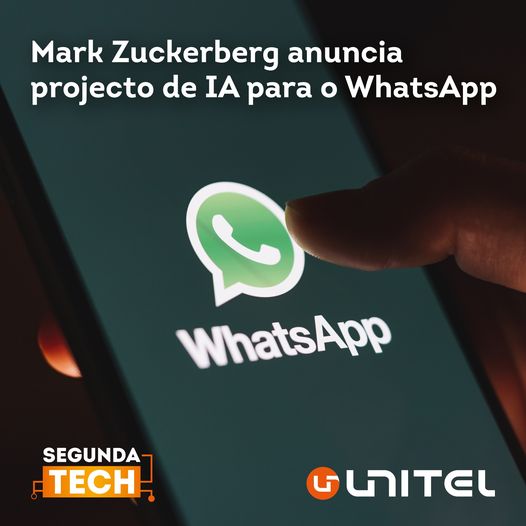 Mark Zuckerberg anuncia
projecto de IA para o WhatsApp
WhatsApp
SEGUNDA
TECH
UNITEL